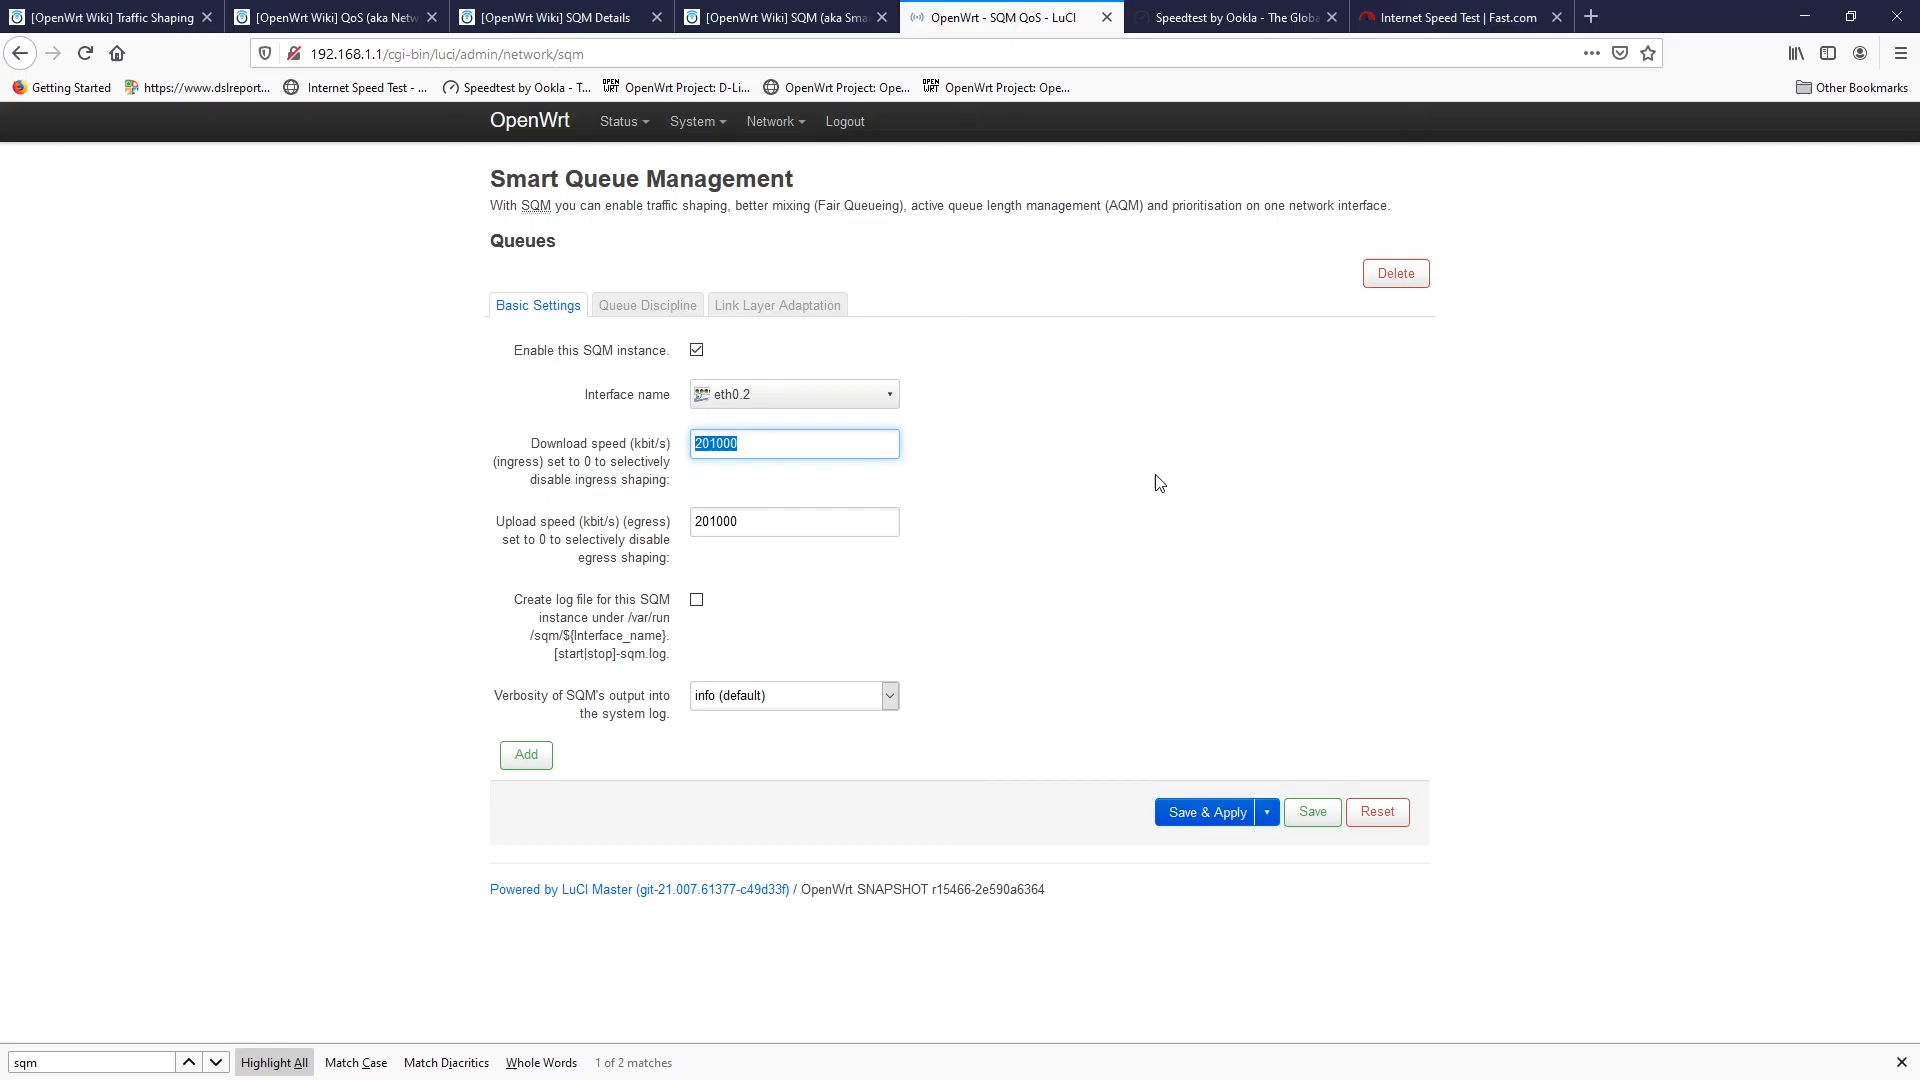 [OpenWrt Wiki] Traffic Shaping
[OpenWrt Wiki] QoS (aka Netw
[OpenWrt Wiki] SQM Details
[OpenWrt Wiki] SQM (aka Sma
OpenWrt - SQM QoS - LuCI
Speedtest by Ookla - The Globa
Internet Speed Test | Fast.com
192.168.1.1/cgi-bin/luci/admin/network/sqm
Getting Started
https://www.dslreport...
Internet Speed Test - ...
Speedtest by Ookla - T...
OPEN WRT OpenWrt Project: D-Li...
OpenWrt Project: Ope...
OPEN WRT OpenWrt Project: Ope...
Other Bookmarks
OpenWrt
Status
System
Network
Logout
Smart Queue Management
With SQM you can enable traffic shaping, better mixing (Fair Queueing), active queue length management (AQM) and prioritisation on one network interface.
Queues
Delete
Basic Settings
Queue Discipline
Link Layer Adaptation
Enable this SQM instance.
Interface name
eth0.2
Download speed (kbit/s)
(ingress) set to 0 to selectively
disable ingress shaping:
201000
Upload speed (kbit/s) (egress)
set to 0 to selectively disable
egress shaping:
201000
Create log file for this SQM
instance under /var/run
/sqm/${Interface_name}.
[start|stop]-sqm.log.
Verbosity of SQM's output into
the system log.
info (default)
Add
Save & Apply
Save
Reset
Powered by LuCI Master (git-21.007.61377-c49d33f) / OpenWrt SNAPSHOT r15466-2e590a6364
sqm
Highlight All
Match Case
Match Diacritics
Whole Words
1 of 2 matches